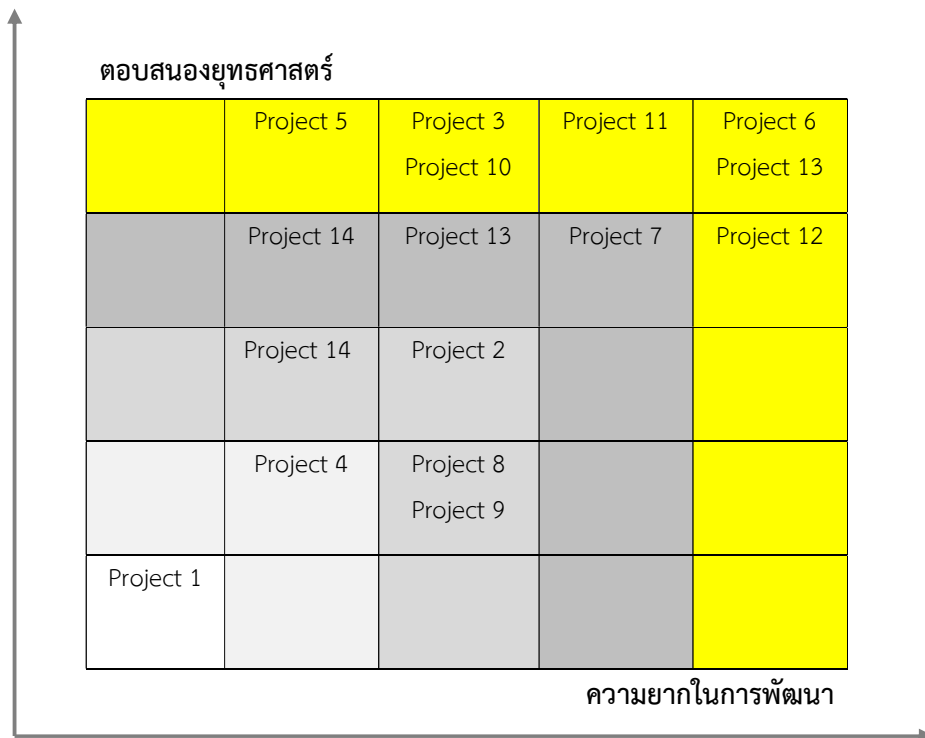 ตอบสนองยุทธศาสตร์
Project 5 Project 3 Project 11 Project 6
Project 10 Project 13
Project 14 Project 13 Project 7 Project 12
Project 14 Project 2
Project 4 Project 8
Project 9
Project 1
ความยากในการพัฒนา